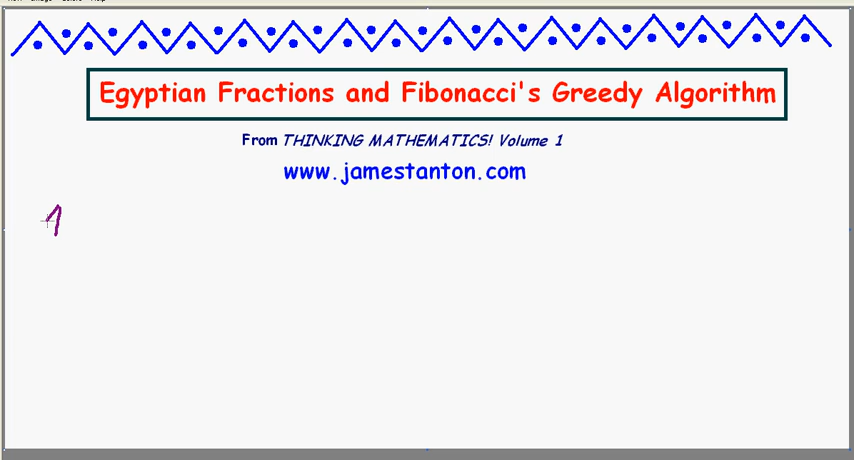 Egyptian Fractions and Fibonacci's Greedy Algorithm
From THINKING MATHEMATICS! Volume 1
www.jamestanton.com
1